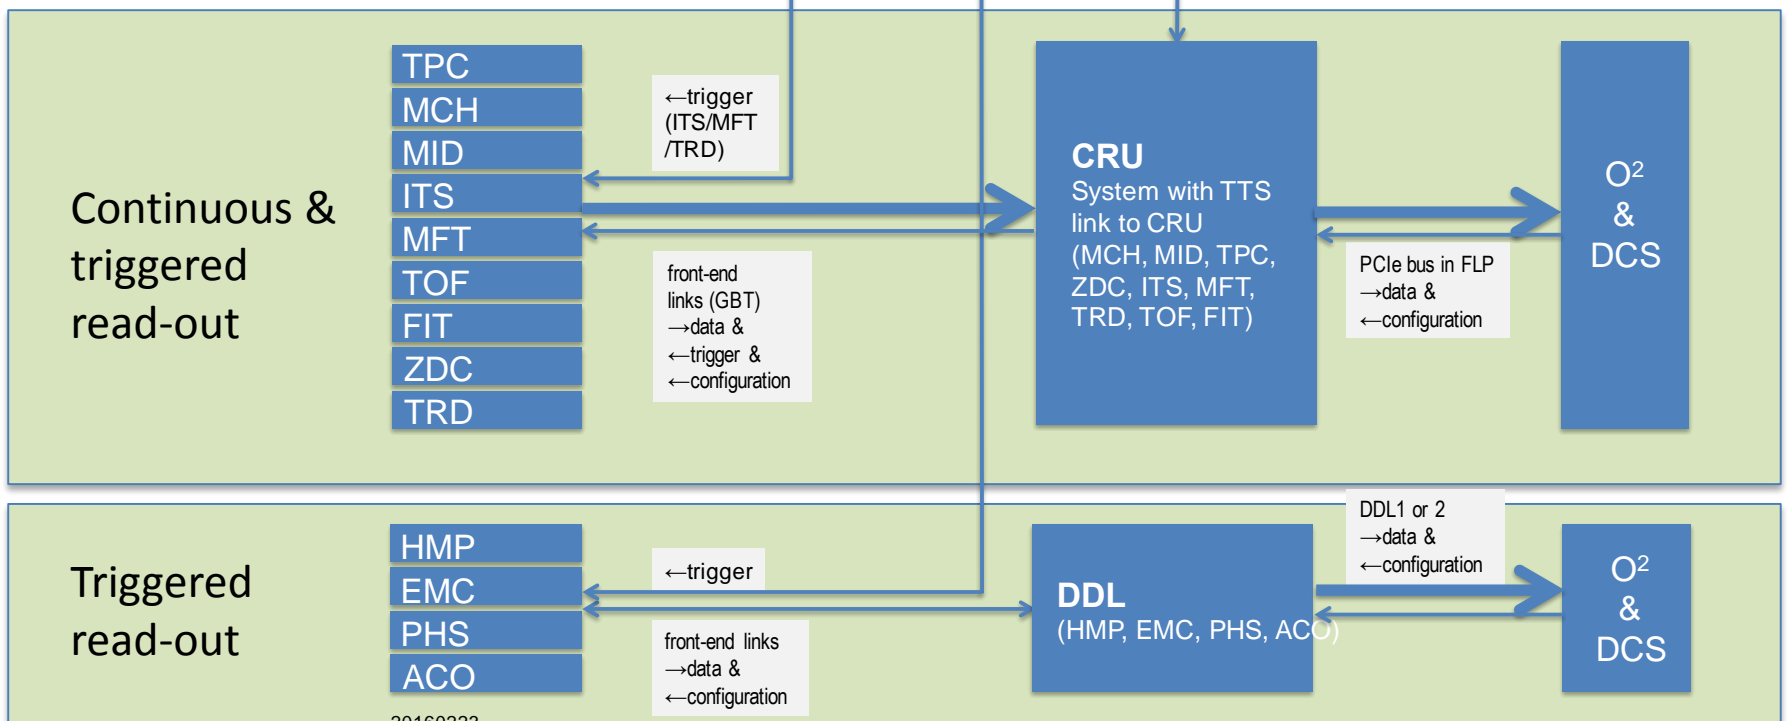 Continuous &
triggered
read-out
TPC
MCH
MID
ITS
MFT
TOF
FIT
ZDC
TRD
←trigger
(ITS/MFT
/TRD)
front-end
links (GBT)
→data &
←trigger &
←configuration
CRU
System with TTS
link to CRU
(MCH, MID, TPC,
ZDC, ITS, MFT,
TRD, TOF, FIT)
PCIe bus in FLP
→data &
←configuration
O²
&
DCS
Triggered
read-out
HMP
EMC
PHS
ACO
←trigger
front-end links
→data &
←configuration
DDL
(HMP, EMC, PHS, ACO)
DDL1 or 2
→data &
←configuration
O²
&
DCS